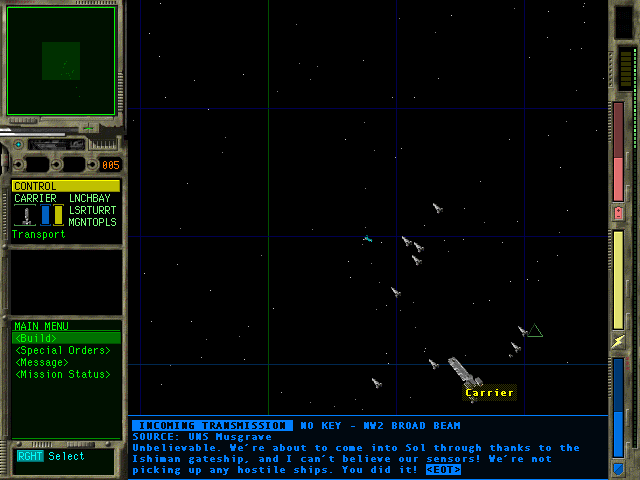 005
CONTROL
CARRIER LNCHBAY
LSRTURRT
MGNTOPLS
Transport
MAIN MENU
<Build>
<Special Orders>
<Message>
<Mission Status>
RGHT Select
Carrier
INCOMING TRANSMISSION NO KEY - NW2 BROAD BEAM
SOURCE: UNS Musgrave
Unbelievable. We're about to come into Sol through thanks to the
Ishiman gateship, and I can't believe our sensors! We're not
picking up any hostile ships. You did it! <EOT>